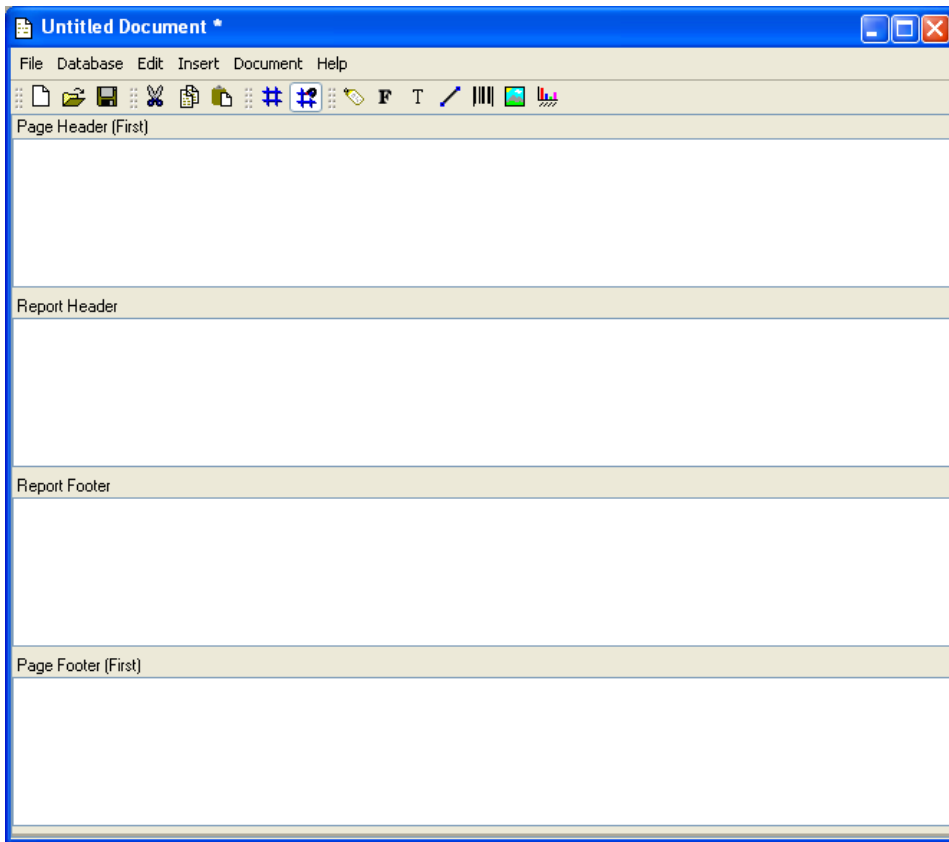 Untitled Document *
File Database Edit Insert Document Help
F T
Page Header (First)
Report Header
Report Footer
Page Footer (First)